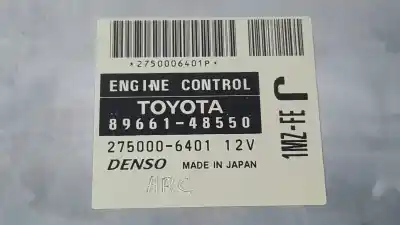 *2750006401P*
ENGINE CONTROL
TOYOTA
89661-48550
275000-6401 12V
DENSO MADE IN JAPAN
1MZ-FE J